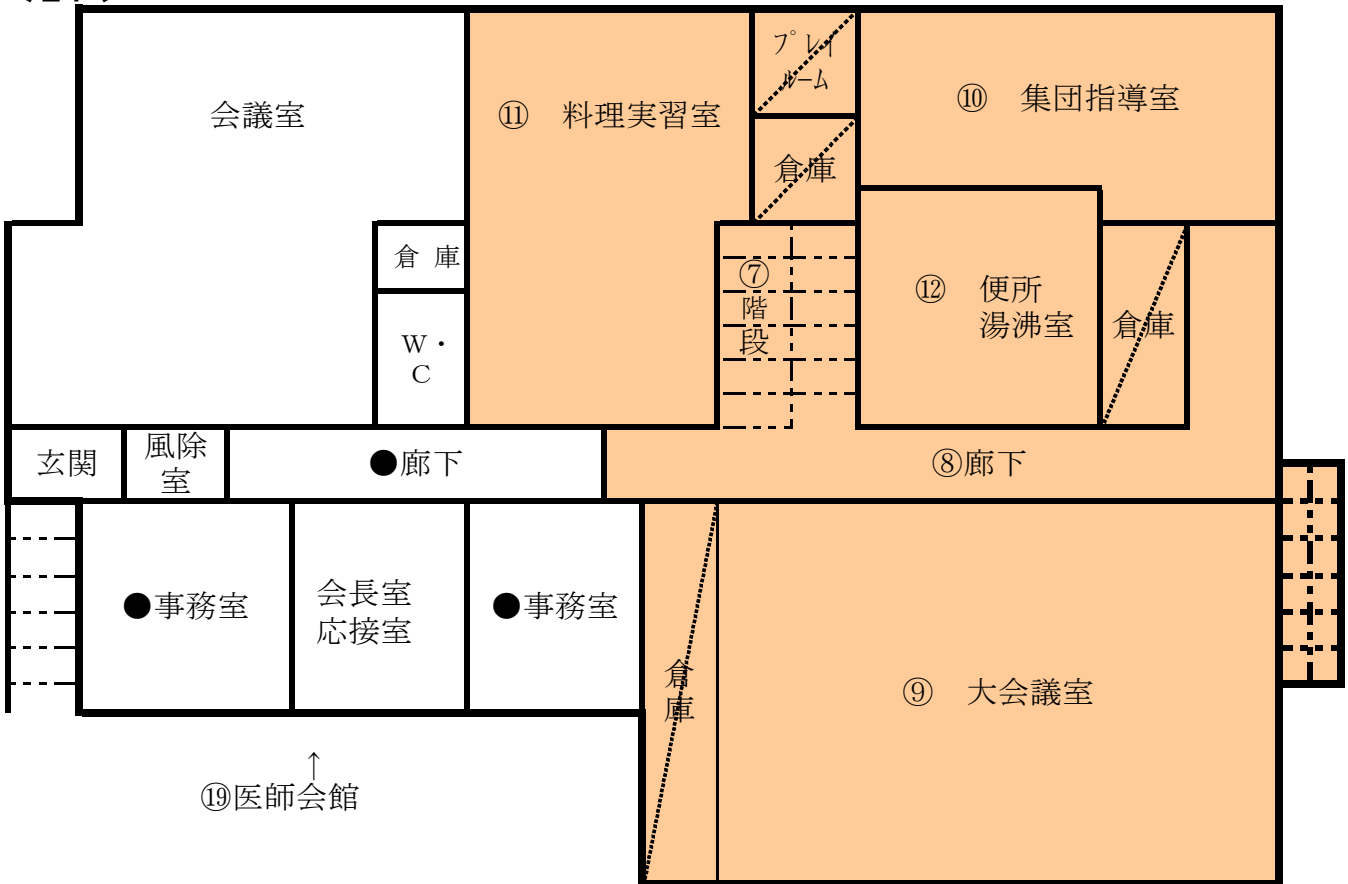 会議室
⑪ 料理実習室
プレイ
ルーム
倉庫
⑩ 集団指導室
倉 庫
W・
C
⑦
階
段
⑫ 便所
湯沸室
倉庫
玄関
風除
室
●廊下
⑧廊下
●事務室
会長室
応接室
●事務室
倉
庫
⑨ 大会議室
↑
⑲医師会館